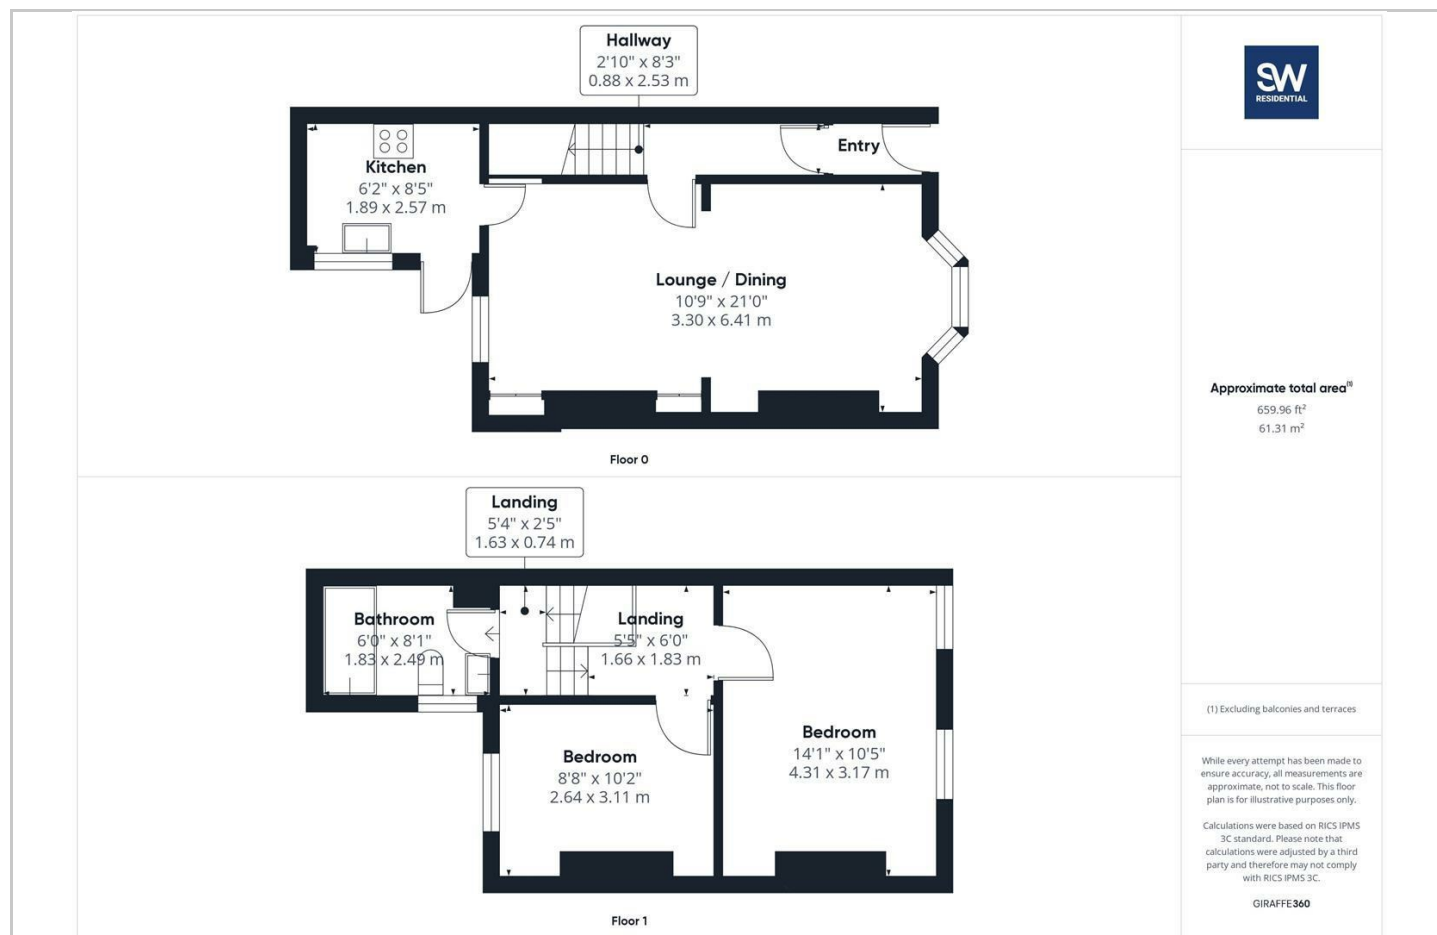 Hallway
2'10" x 8'3"
0.88 x 2.53 m
Entry
Kitchen
6'2" x 8'5"
1.89 x 2.57 m
Lounge / Dining
10'9" x 21'0"
3.30 x 6.41 m
Floor 0
Landing
5'4" x 2'5"
1.63 x 0.74 m
Bathroom
6'0" x 8'1"
1.83 x 2.49 m
Landing
5'5" x 6'0"
1.66 x 1.83 m
Bedroom
8'8" x 10'2"
2.64 x 3.11 m
Bedroom
14'1" x 10'5"
4.31 x 3.17 m
Floor 1
SW
RESIDENTIAL
Approximate total area(1)
659.96 ft²
61.31 m²
(1) Excluding balconies and terraces
While every attempt has been made to
ensure accuracy, all measurements are
approximate, not to scale. This floor
plan is for illustrative purposes only.
Calculations were based on RICS IPMS
3C standard. Please note that
calculations were adjusted by a third
party and therefore may not comply
with RICS IPMS 3C.
GIRAFFE360